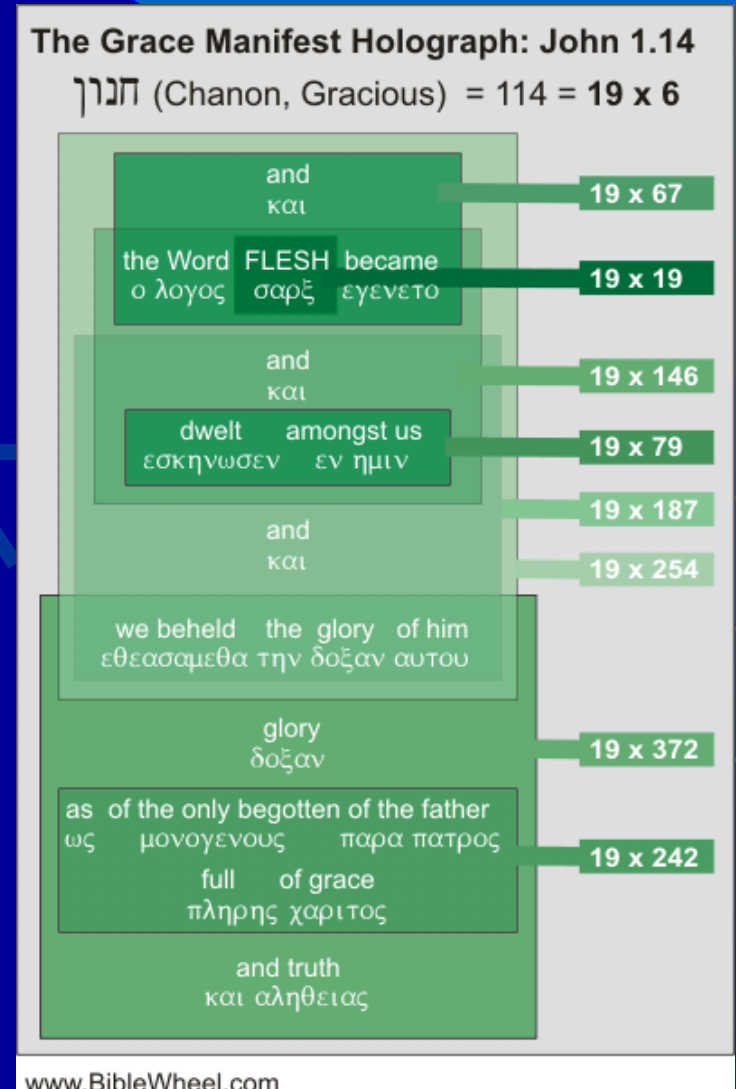 The Grace Manifest Holograph: John 1.14
חנון (Chanon, Gracious) = 114 = 19 x 6
and
και
19 x 67
the Word FLESH became
ο λογος σαρξ εγενετο
19 x 19
and
και
19 x 146
dwelt amongst us
εσκηνωσεν εν ημιν
19 x 79
19 x 187
and
και
19 x 254
we beheld the glory of him
εθεασαμεθα την δοξαν αυτου
glory
δοξαν
19 x 372
as of the only begotten of the father
ως μονογενους παρα πατρος
19 x 242
full of grace
πληρης χαριτος
and truth
και αληθειας
www.BibleWheel.com